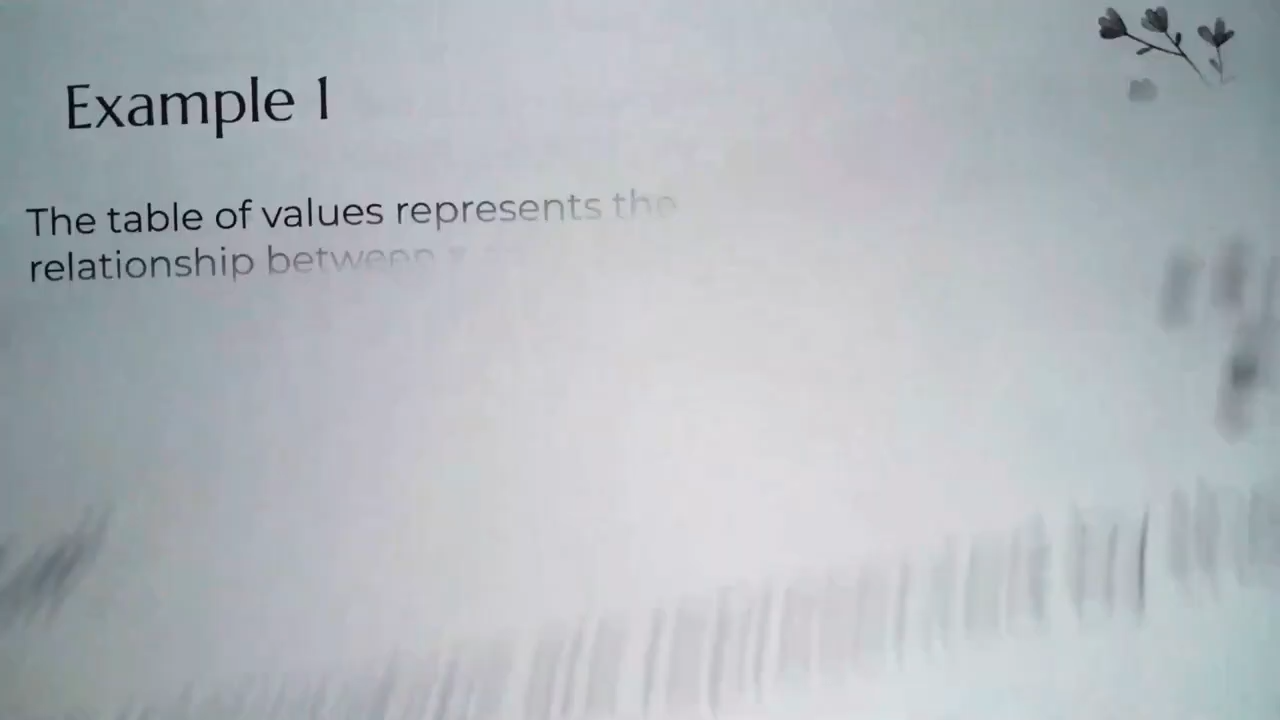 Example 1
The table of values represents the
relationship between